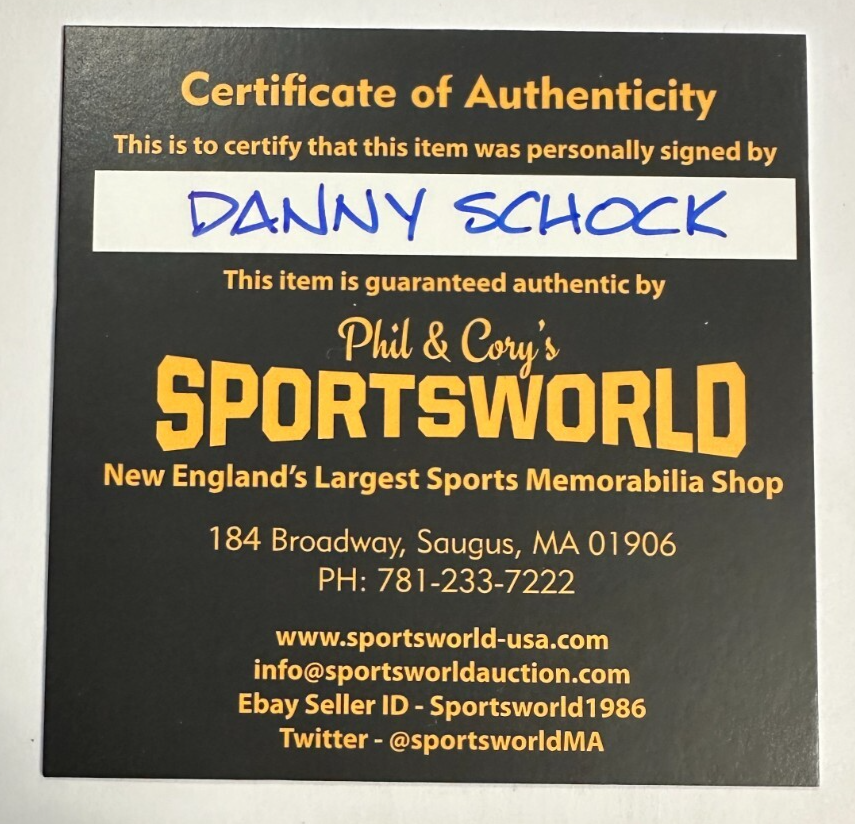 Certificate of Authenticity
This is to certify that this item was personally signed by
DANNY SCHOCK
This item is guaranteed authentic by
Phil & Cory's
SPORTSWORLD
New England's Largest Sports Memorabilia Shop
184 Broadway, Saugus, MA 01906
PH: 781-233-7222
www.sportsworld-usa.com
info@sportsworldauction.com
Ebay Seller ID - Sportsworld1986
Twitter - @sportsworldMA